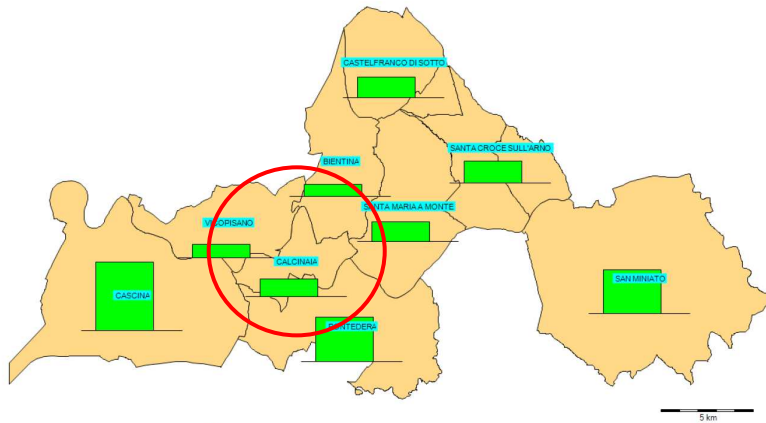 CASTELFRANCO DI SOTTO
SANTA CROCE SULL'ARNO
BIENTINA
SANTA MARIA A MONTE
VICOPISANO
CALCINAIA
SAN MINIATO
CASCINA
PONTEDERA
5 km